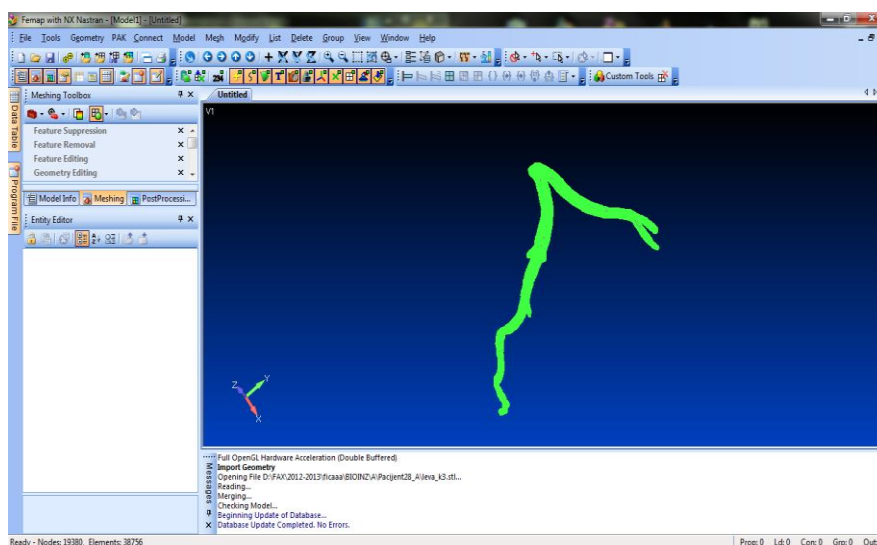 Femap with NX Nastran - [Model1] - [Untitled]
File Tools Geometry PAK Connect Model Mesh Modify List Delete Group View Window Help
Custom Tools
Meshing Toolbox
Untitled
Data Table
Program File
V1
Feature Suppression
Feature Removal
Feature Editing
Geometry Editing
Model Info Meshing PostProcessi...
Entity Editor
Z Y X
Messages
Full OpenGL Hardware Acceleration (Double Buffered)
Import Geometry
Opening File D:\FAX\2012-2013\ficaaa\BIOINZ\A\Pacijent28_A\leva_k3.stl...
Reading...
Merging...
Checking Model...
Beginning Update of Database...
Database Update Completed. No Errors.
Ready - Nodes: 19380, Elements: 38756
Prog: 0 Ld: 0 Con: 0 Grp: 0 Out: